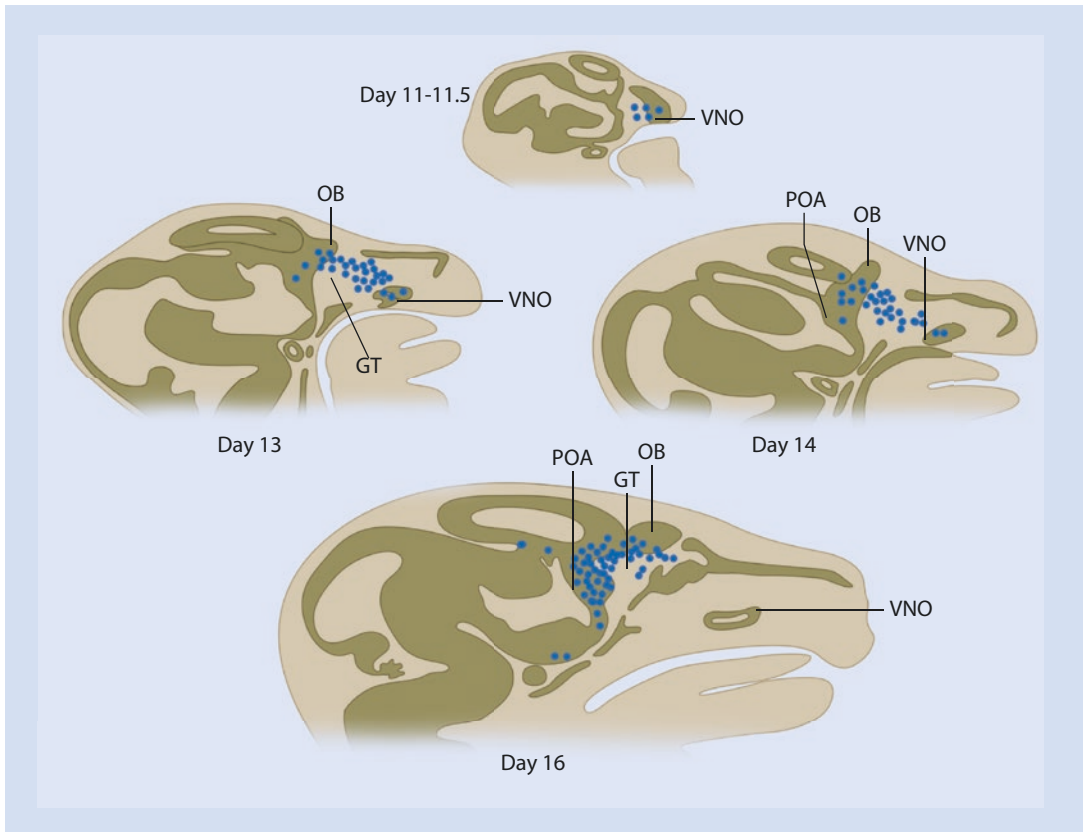 Day 11-11.5
VNO
OB
VNO
GT
Day 13
POA
OB
VNO
Day 14
POA
OB
GT
VNO
Day 16